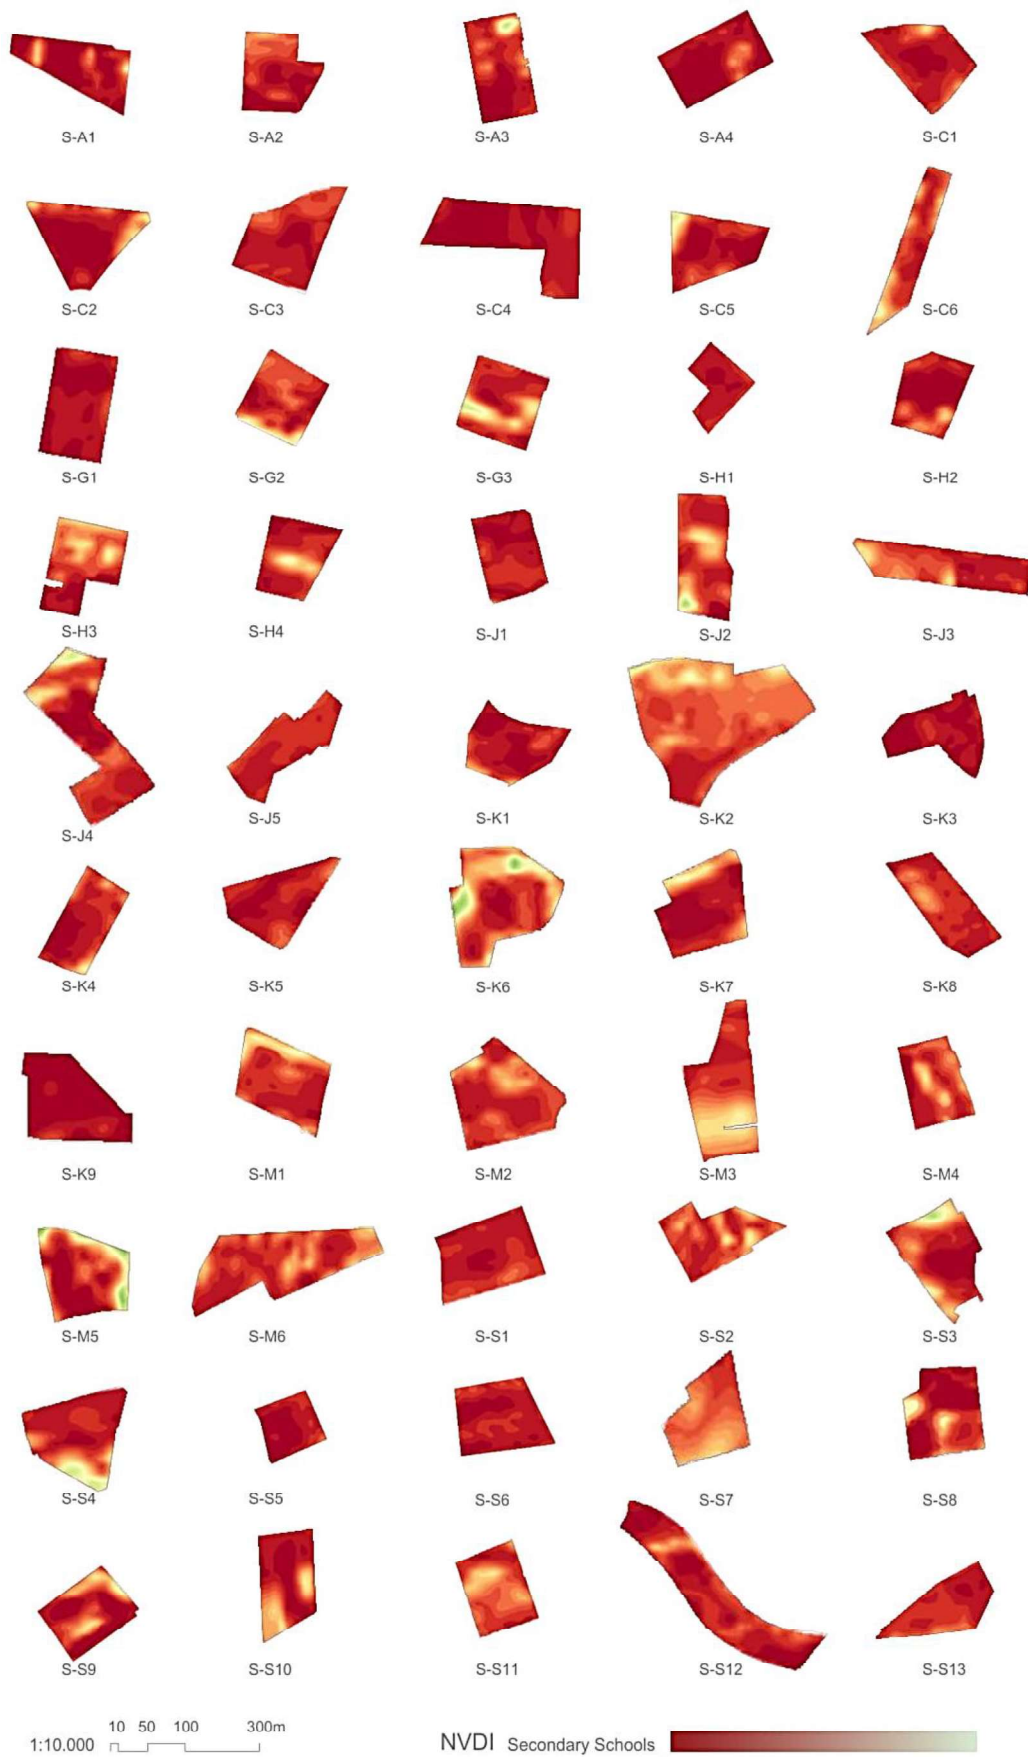 S-A1 S-A2 S-A3 S-A4 S-C1
S-C2 S-C3 S-C4 S-C5 S-C6
S-G1 S-G2 S-G3 S-H1 S-H2
S-H3 S-H4 S-J1 S-J2 S-J3
S-J4 S-J5 S-K1 S-K2 S-K3
S-K4 S-K5 S-K6 S-K7 S-K8
S-K9 S-M1 S-M2 S-M3 S-M4
S-M5 S-M6 S-S1 S-S2 S-S3
S-S4 S-S5 S-S6 S-S7 S-S8
S-S9 S-S10 S-S11 S-S12 S-S13
10 50 100 300m
1:10.000
NVDI Secondary Schools